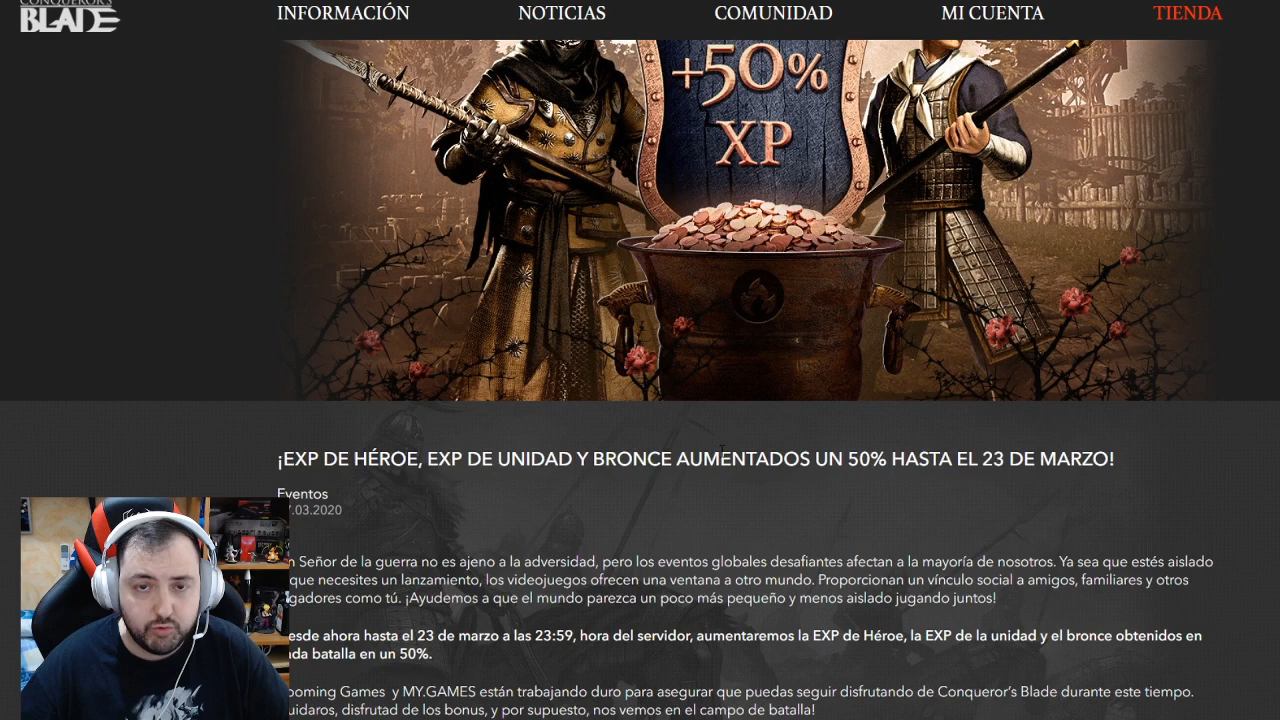 CONQUEROR'S
BLADE
INFORMACIÓN NOTICIAS COMUNIDAD MI CUENTA TIENDA
+50%
XP
¡EXP DE HÉROE, EXP DE UNIDAD Y BRONCE AUMENTADOS UN 50% HASTA EL 23 DE MARZO!
Eventos
.03.2020
Señor de la guerra no es ajeno a la adversidad, pero los eventos globales desafiantes afectan a la mayoría de nosotros. Ya sea que estés aislado
que necesites un lanzamiento, los videojuegos ofrecen una ventana a otro mundo. Proporcionan un vínculo social a amigos, familiares y otros
gadores como tú. ¡Ayudemos a que el mundo parezca un poco más pequeño y menos aislado jugando juntos!
esde ahora hasta el 23 de marzo a las 23:59, hora del servidor, aumentaremos la EXP de Héroe, la EXP de la unidad y el bronce obtenidos en
da batalla en un 50%.
ooming Games y MY.GAMES están trabajando duro para asegurar que puedas seguir disfrutando de Conqueror's Blade durante este tiempo.
uidaros, disfrutad de los bonus, y por supuesto, nos vemos en el campo de batalla!